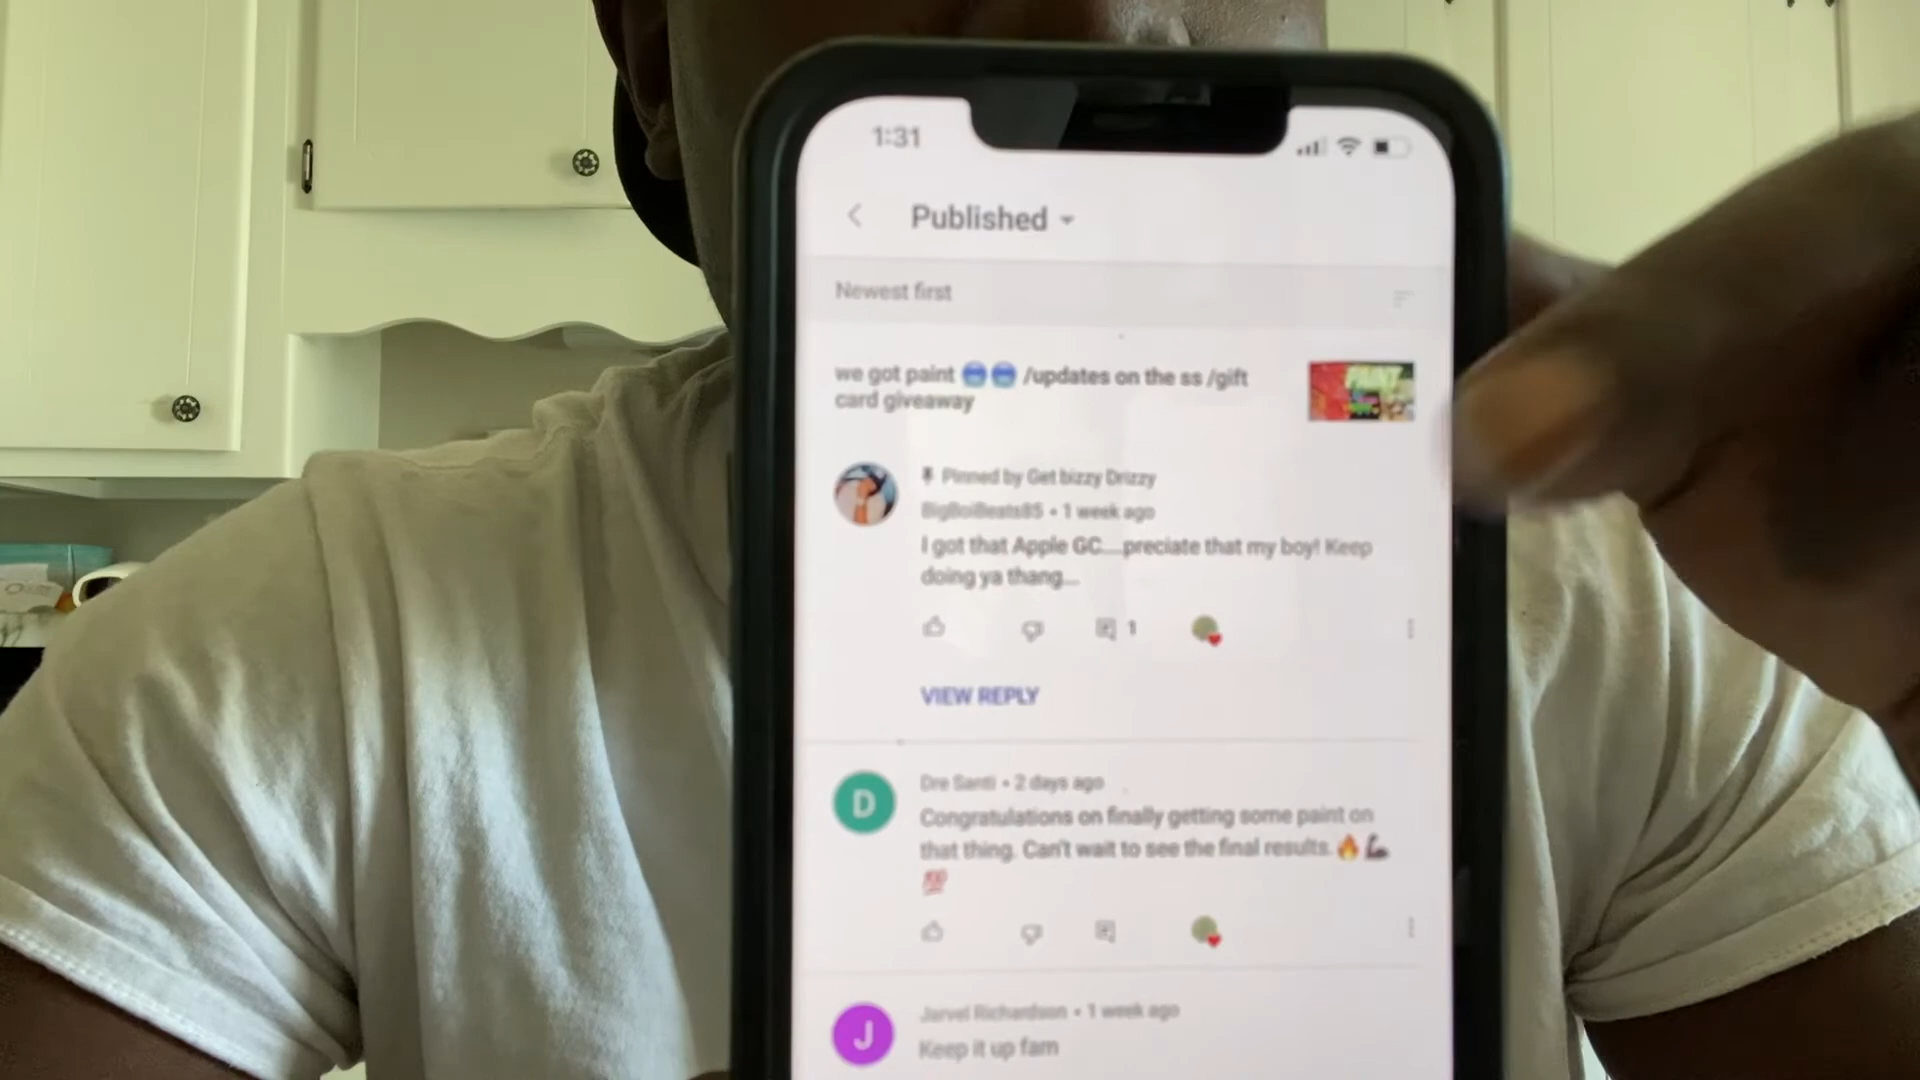 1:31
Published
Newest first
we got paint 🥶🥶 /updates on the ss /gift
card giveaway
Pinned by Get bizzy Drizzy
BigBoiBeats85 • 1 week ago
I got that Apple GC....preciate that my boy! Keep
doing ya thang...
1
VIEW REPLY
D
Dre Santi • 2 days ago
Congratulations on finally getting some paint on
that thing. Can't wait to see the final results. 🔥 💪🏿
💯
J
Jarvel Richardson • 1 week ago
Keep it up fam